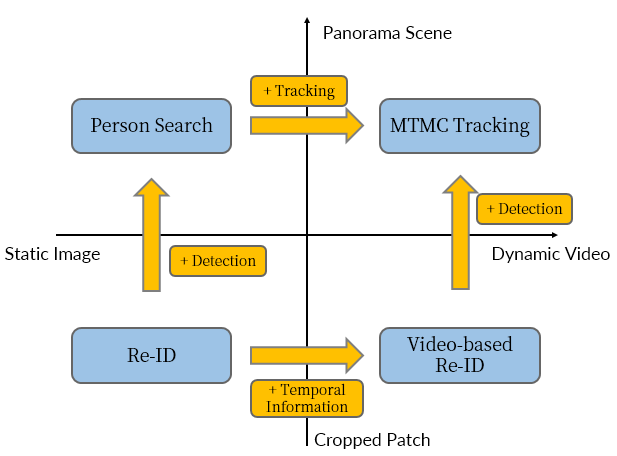 Panorama Scene
+ Tracking
Person Search
MTMC Tracking
+ Detection
Static Image
Dynamic Video
+ Detection
Re-ID
Video-based
Re-ID
+ Temporal
Information
Cropped Patch